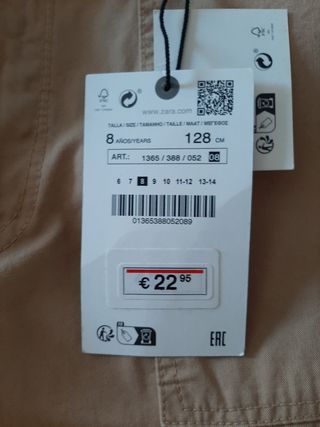 www.zara.com
TALLA / SIZE / TAMANHO / TAILLE / MAAT / ΜΕΓΕΘΟΣ
8 AÑOS/YEARS 128 CM
ART.: 1365 / 388 / 052 08
6 7 8 9 10 11-12 13-14
01365388052089
€ 22 95
EAC